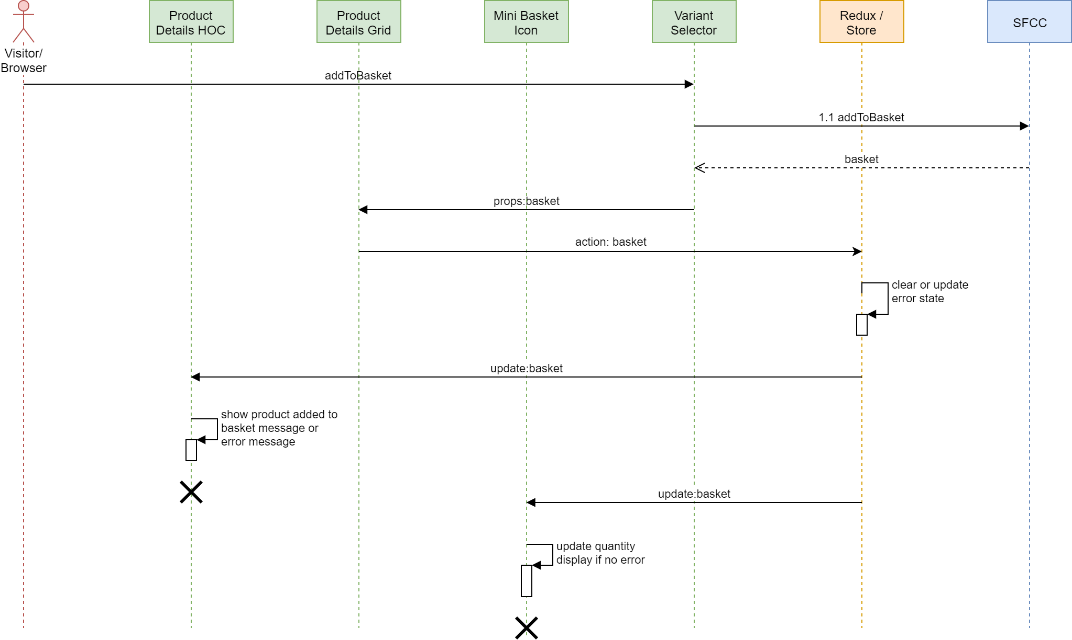 Visitor/
Browser
Product
Details HOC
Product
Details Grid
Mini Basket
Icon
Variant
Selector
Redux /
Store
SFCC
addToBasket
1.1 addToBasket
basket
props:basket
action: basket
clear or update
error state
update:basket
show product added to
basket message or
error message
update:basket
update quantity
display if no error